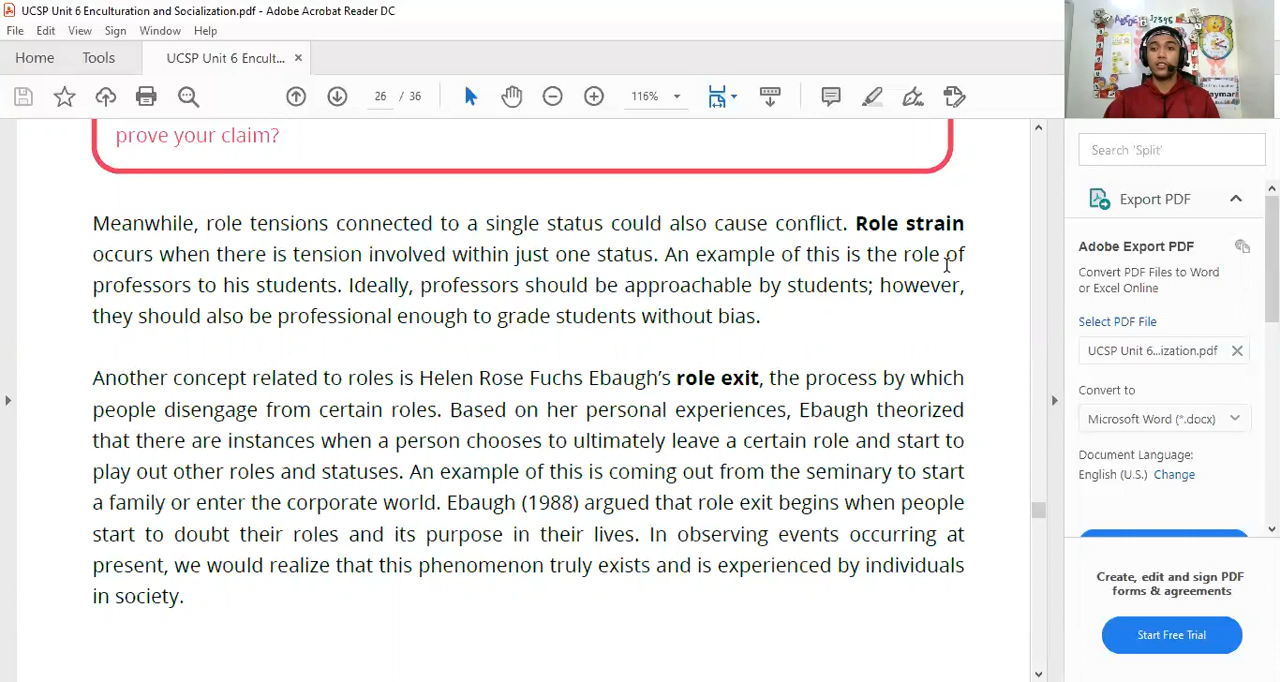 UCSP Unit 6 Enculturation and Socialization.pdf - Adobe Acrobat Reader DC
File Edit View Sign Window Help
Home Tools UCSP Unit 6 Encult... ×
26 / 36 116%
Search 'Split'
prove your claim?
Meanwhile, role tensions connected to a single status could also cause conflict. Role strain
occurs when there is tension involved within just one status. An example of this is the role of
professors to his students. Ideally, professors should be approachable by students; however,
they should also be professional enough to grade students without bias.
Another concept related to roles is Helen Rose Fuchs Ebaugh's role exit, the process by which
people disengage from certain roles. Based on her personal experiences, Ebaugh theorized
that there are instances when a person chooses to ultimately leave a certain role and start to
play out other roles and statuses. An example of this is coming out from the seminary to start
a family or enter the corporate world. Ebaugh (1988) argued that role exit begins when people
start to doubt their roles and its purpose in their lives. In observing events occurring at
present, we would realize that this phenomenon truly exists and is experienced by individuals
in society.
Export PDF
Adobe Export PDF
Convert PDF Files to Word
or Excel Online
Select PDF File
UCSP Unit 6...ization.pdf
Convert to
Microsoft Word (*.docx)
Document Language:
English (U.S.) Change
Create, edit and sign PDF
forms & agreements
Start Free Trial